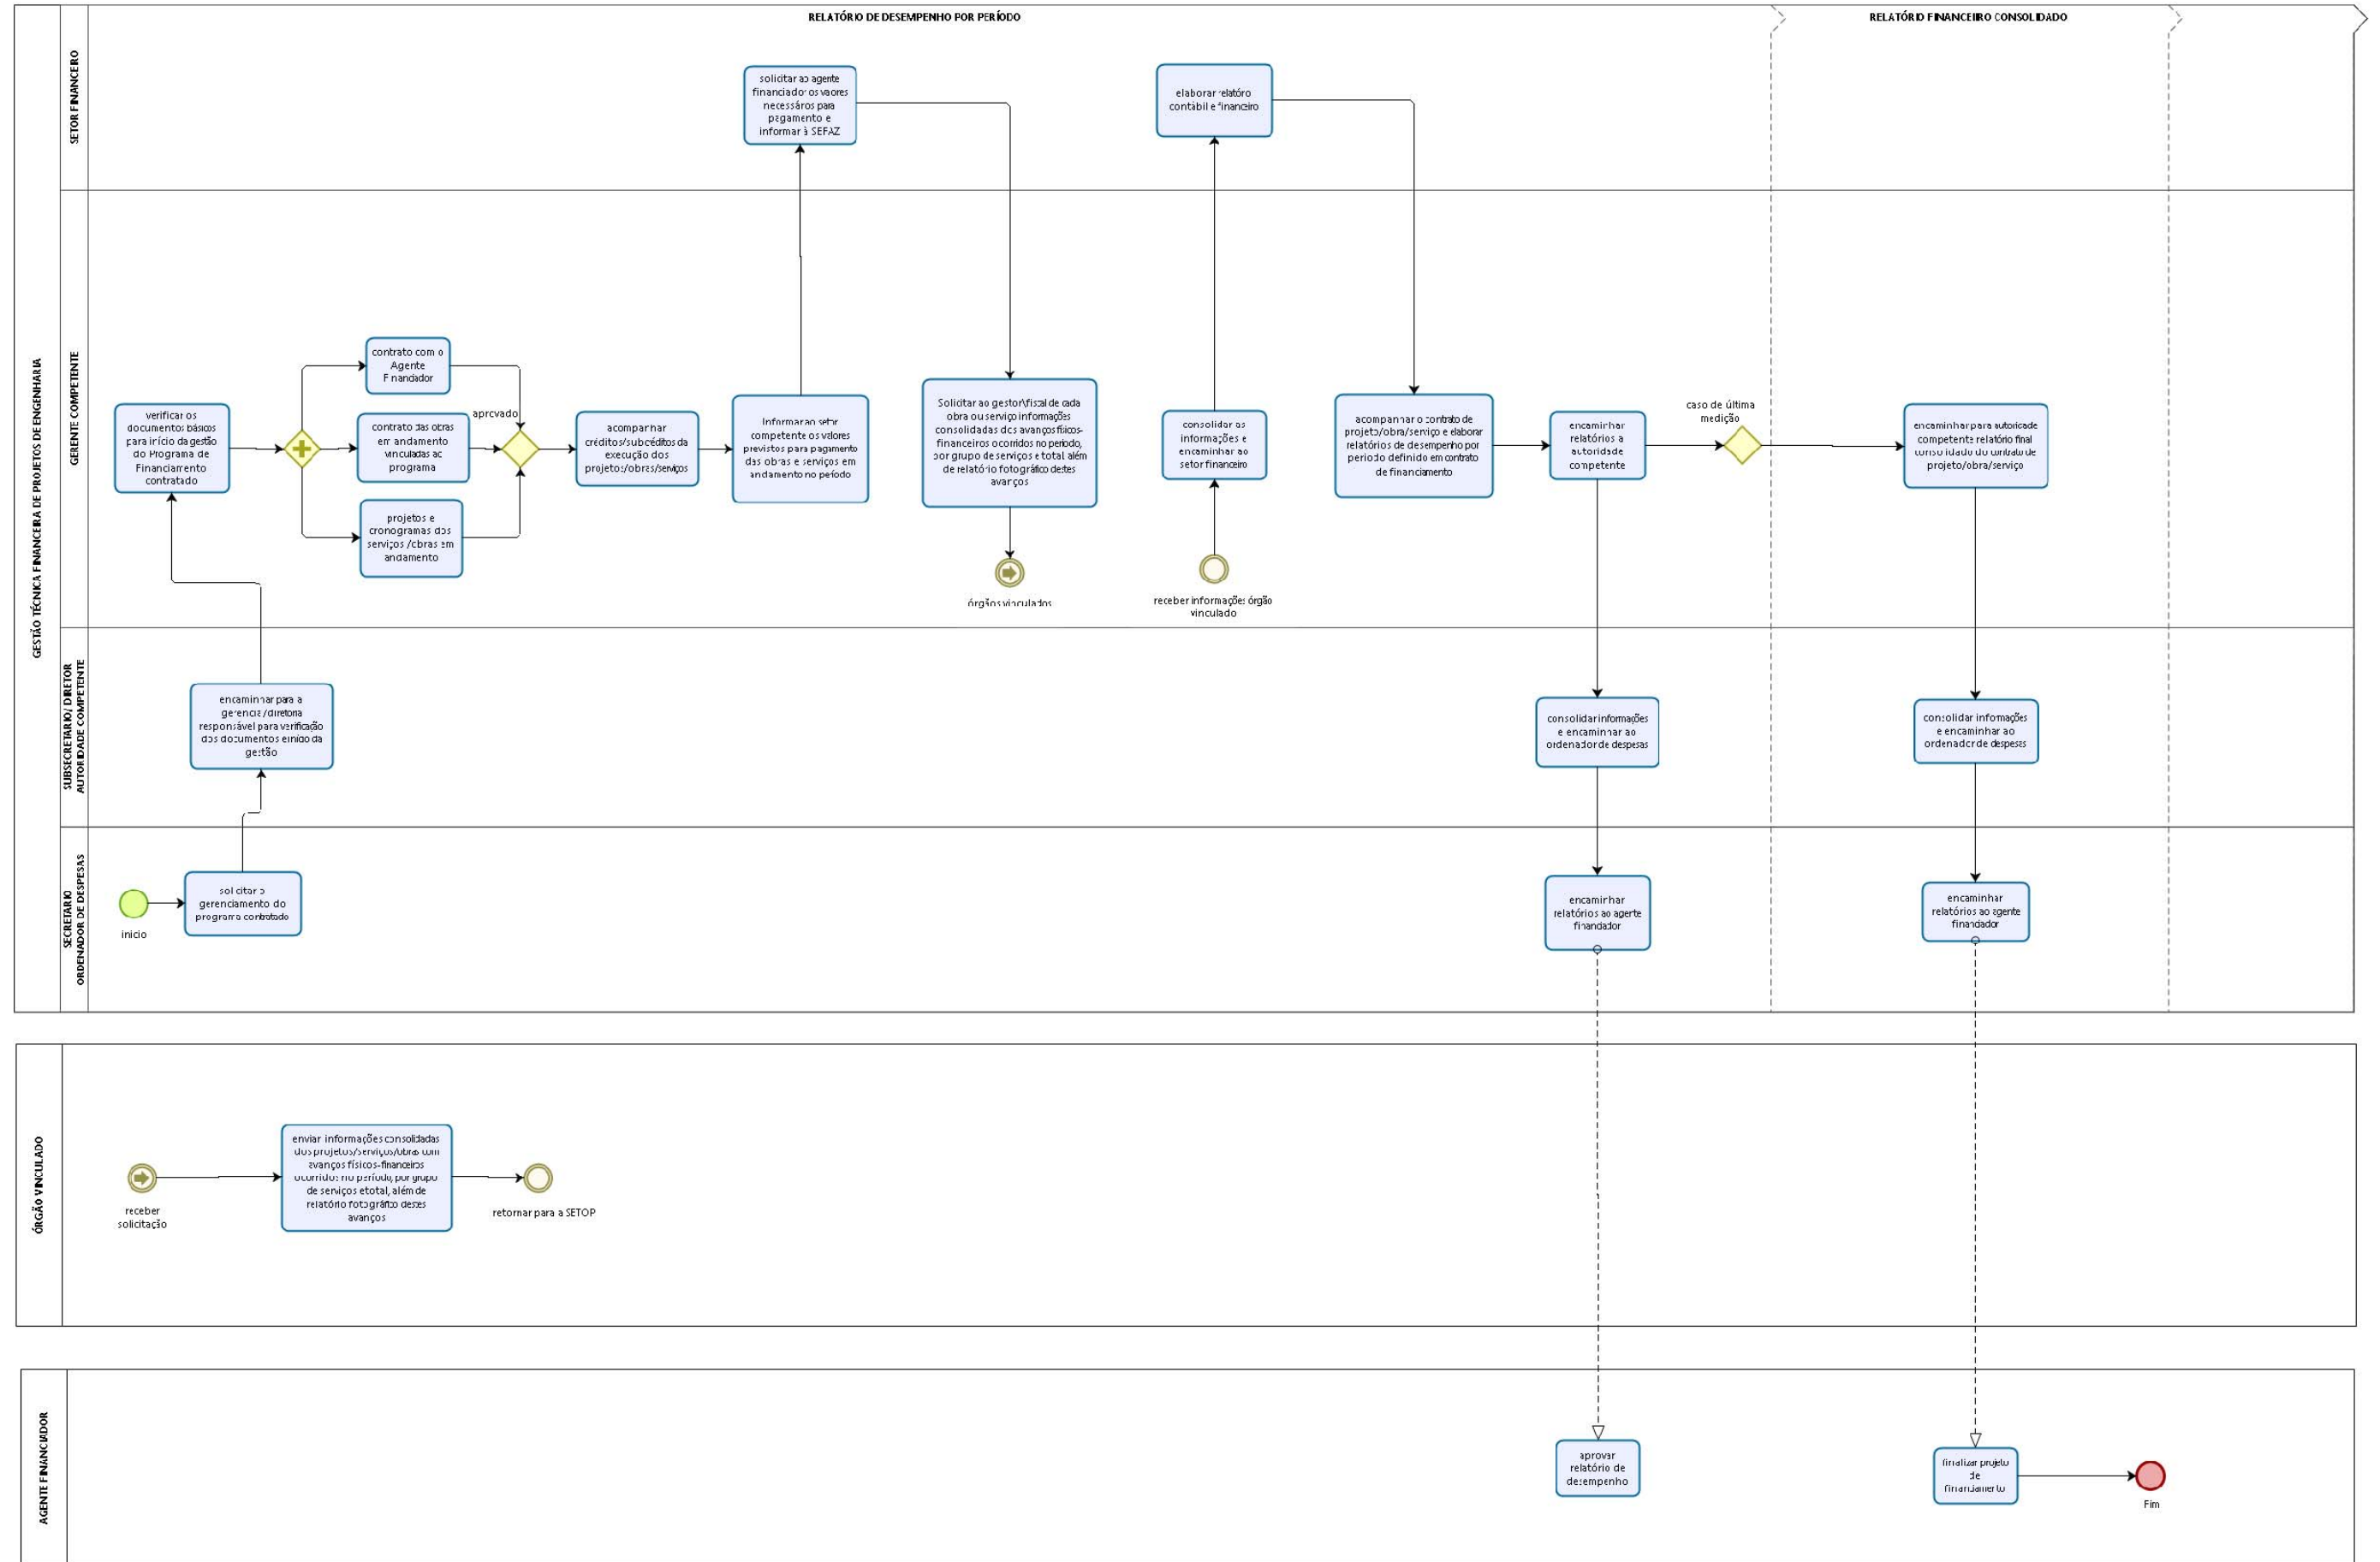 RELATÓRIO DE DESEMPENHO POR PERÍODO
RELATÓRIO FINANCEIRO CONSOLIDADO
GESTÃO TÉCNICA FINANCEIRA DE PROJETOS DE ENGENHARIA
SETOR FINANCEIRO
solicitar ao agente
financiador os valores
necessários para
pagamento e
informar à SEFAZ
elaborar relatório
contábil e financeiro
GERENTE COMPETENTE
verificar os
documentos básicos
para início da gestão
do Programa de
Financiamento
contratado
contrato com o
Agente
Financiador
contrato das obras
em andamento
vinculadas ao
programa
projetos e
cronogramas dos
serviços /obras em
andamento
aprovado
acompanhar
créditos/subcéditos da
execução dos
projetos/obras/serviços
Informar ao setor
competente os valores
previstos para pagamento
das obras e serviços em
andamento no período
Solicitar ao gestor\fiscal de cada
obra ou serviço informações
consolidadas dos avanços físicos-
financeiros ocorridos no período,
por grupo de serviços e total, além
de relatório fotográfico destes
avanços
órgãos vinculados
consolidar as
informações e
encaminhar ao
setor financeiro
receber informações órgão
vinculado
acompanhar o contrato de
projeto/obra/serviço e elaborar
relatórios de desempenho por
periodo definido em contrato
de financiamento
encaminhar
relatórios a
autoridade
competente
caso de última
medição
encaminhar para autoricade
competente relatório final
consolidado do contrato de
projeto/obra/serviço
SUBSECRETARIO/ DIRETOR
AUTORIDADE COMPETENTE
encaminhar para a
gerencia /diretoria
responsável para verificação
dos documentos e início da
gestão
consolidar informações
e encaminhar ao
ordenador de despesas
consolidar infomações
e encaminhar ao
ordenador de despesas
SECRETARIO
ORDENADOR DE DESPESAS
inicio
solicitar o
gerenciamento do
programa contratado
encaminhar
relatórios ao agente
financiador
encaminhar
relatórios ao agente
financiador
ÓRGÃO VINCULADO
receber
solicitação
enviar informações consolidadas
dos projetos/serviços/obras com
avanços físicos-financeiros
ocorridos no período, por grupo
de serviços e total, além de
relatório fotográfico destes
avanços
retornar para a SETOP
AGENTE FINANCIADOR
aprovar
relatório de
desempenho
finalizar projeto
de
financiamento
Fim